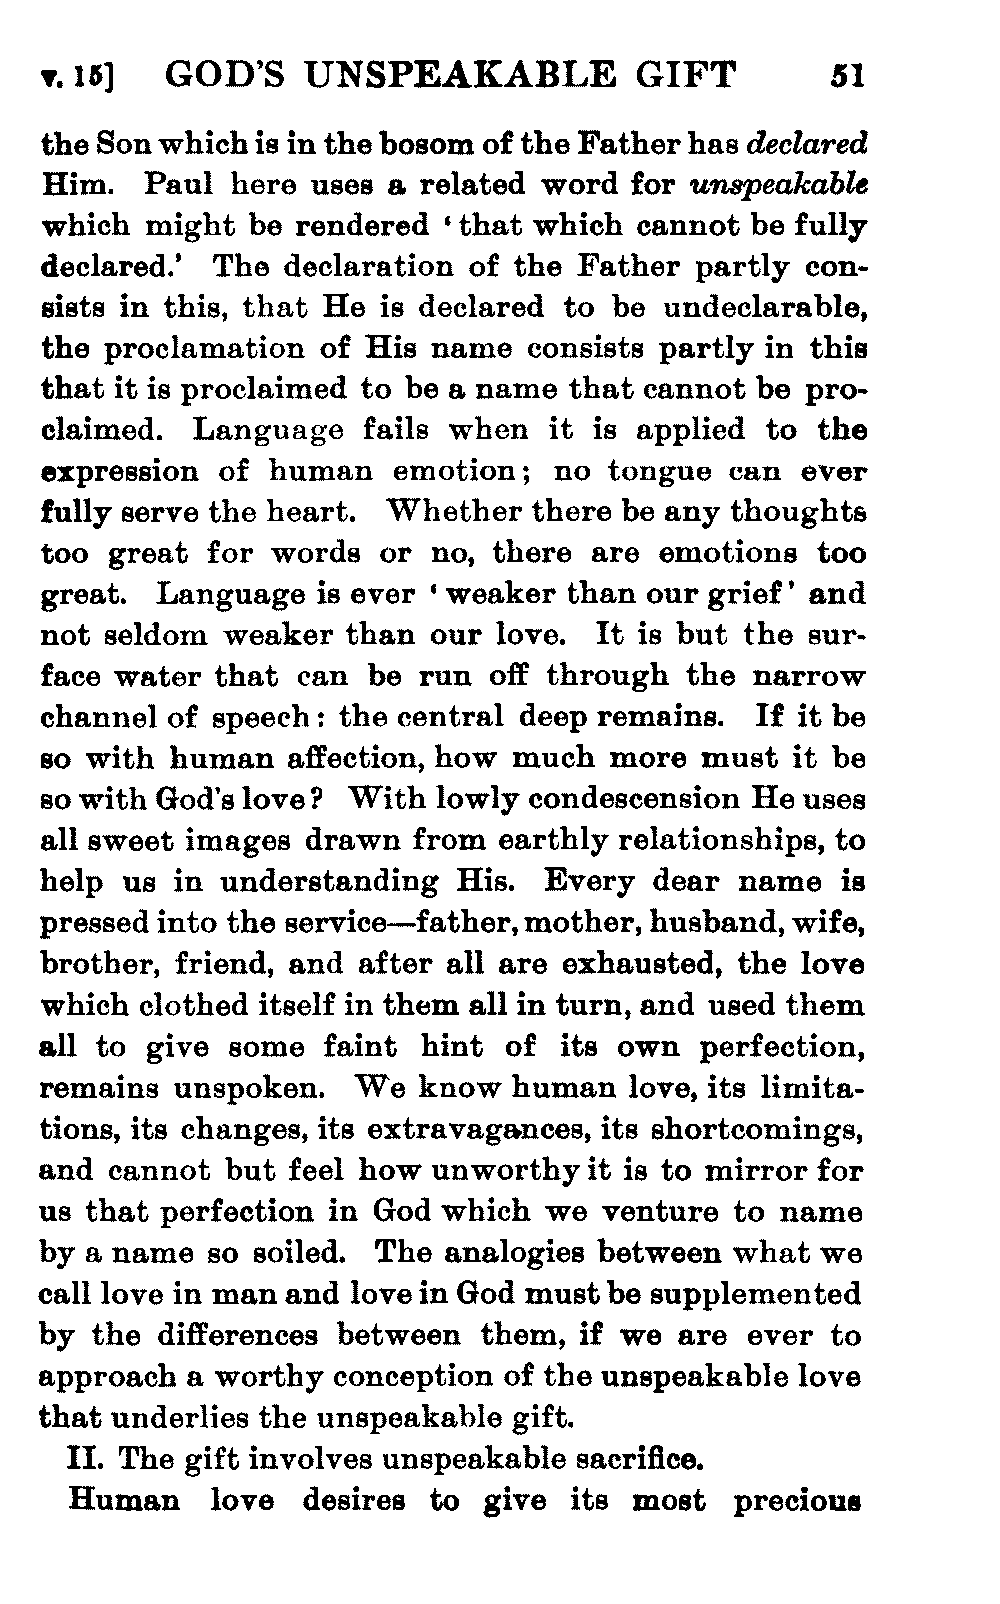 v. 15] GOD'S UNSPEAKABLE GIFT 51
the Son which is in the bosom of the Father has declared
Him. Paul here uses a related word for unspeakable
which might be rendered ‘that which cannot be fully
declared.’ The declaration of the Father partly con-
sists in this, that He is declared to be undeclarable,
the proclamation of His name consists partly in this
that it is proclaimed to be a name that cannot be pro-
claimed. Language fails when it is applied to the
expression of human emotion; no tongue can ever
fully serve the heart. Whether there be any thoughts
too great for words or no, there are emotions too
great. Language is ever ‘weaker than our grief’ and
not seldom weaker than our love. It is but the sur-
face water that can be run off through the narrow
channel of speech: the central deep remains. If it be
so with human affection, how much more must it be
so with God's love? With lowly condescension He uses
all sweet images drawn from earthly relationships, to
help us in understanding His. Every dear name is
pressed into the service—father, mother, husband, wife,
brother, friend, and after all are exhausted, the love
which clothed itself in them all in turn, and used them
all to give some faint hint of its own perfection,
remains unspoken. We know human love, its limita-
tions, its changes, its extravagances, its shortcomings,
and cannot but feel how unworthy it is to mirror for
us that perfection in God which we venture to name
by a name so soiled. The analogies between what we
call love in man and love in God must be supplemented
by the differences between them, if we are ever to
approach a worthy conception of the unspeakable love
that underlies the unspeakable gift.
II. The gift involves unspeakable sacrifice.
Human love desires to give its most precious